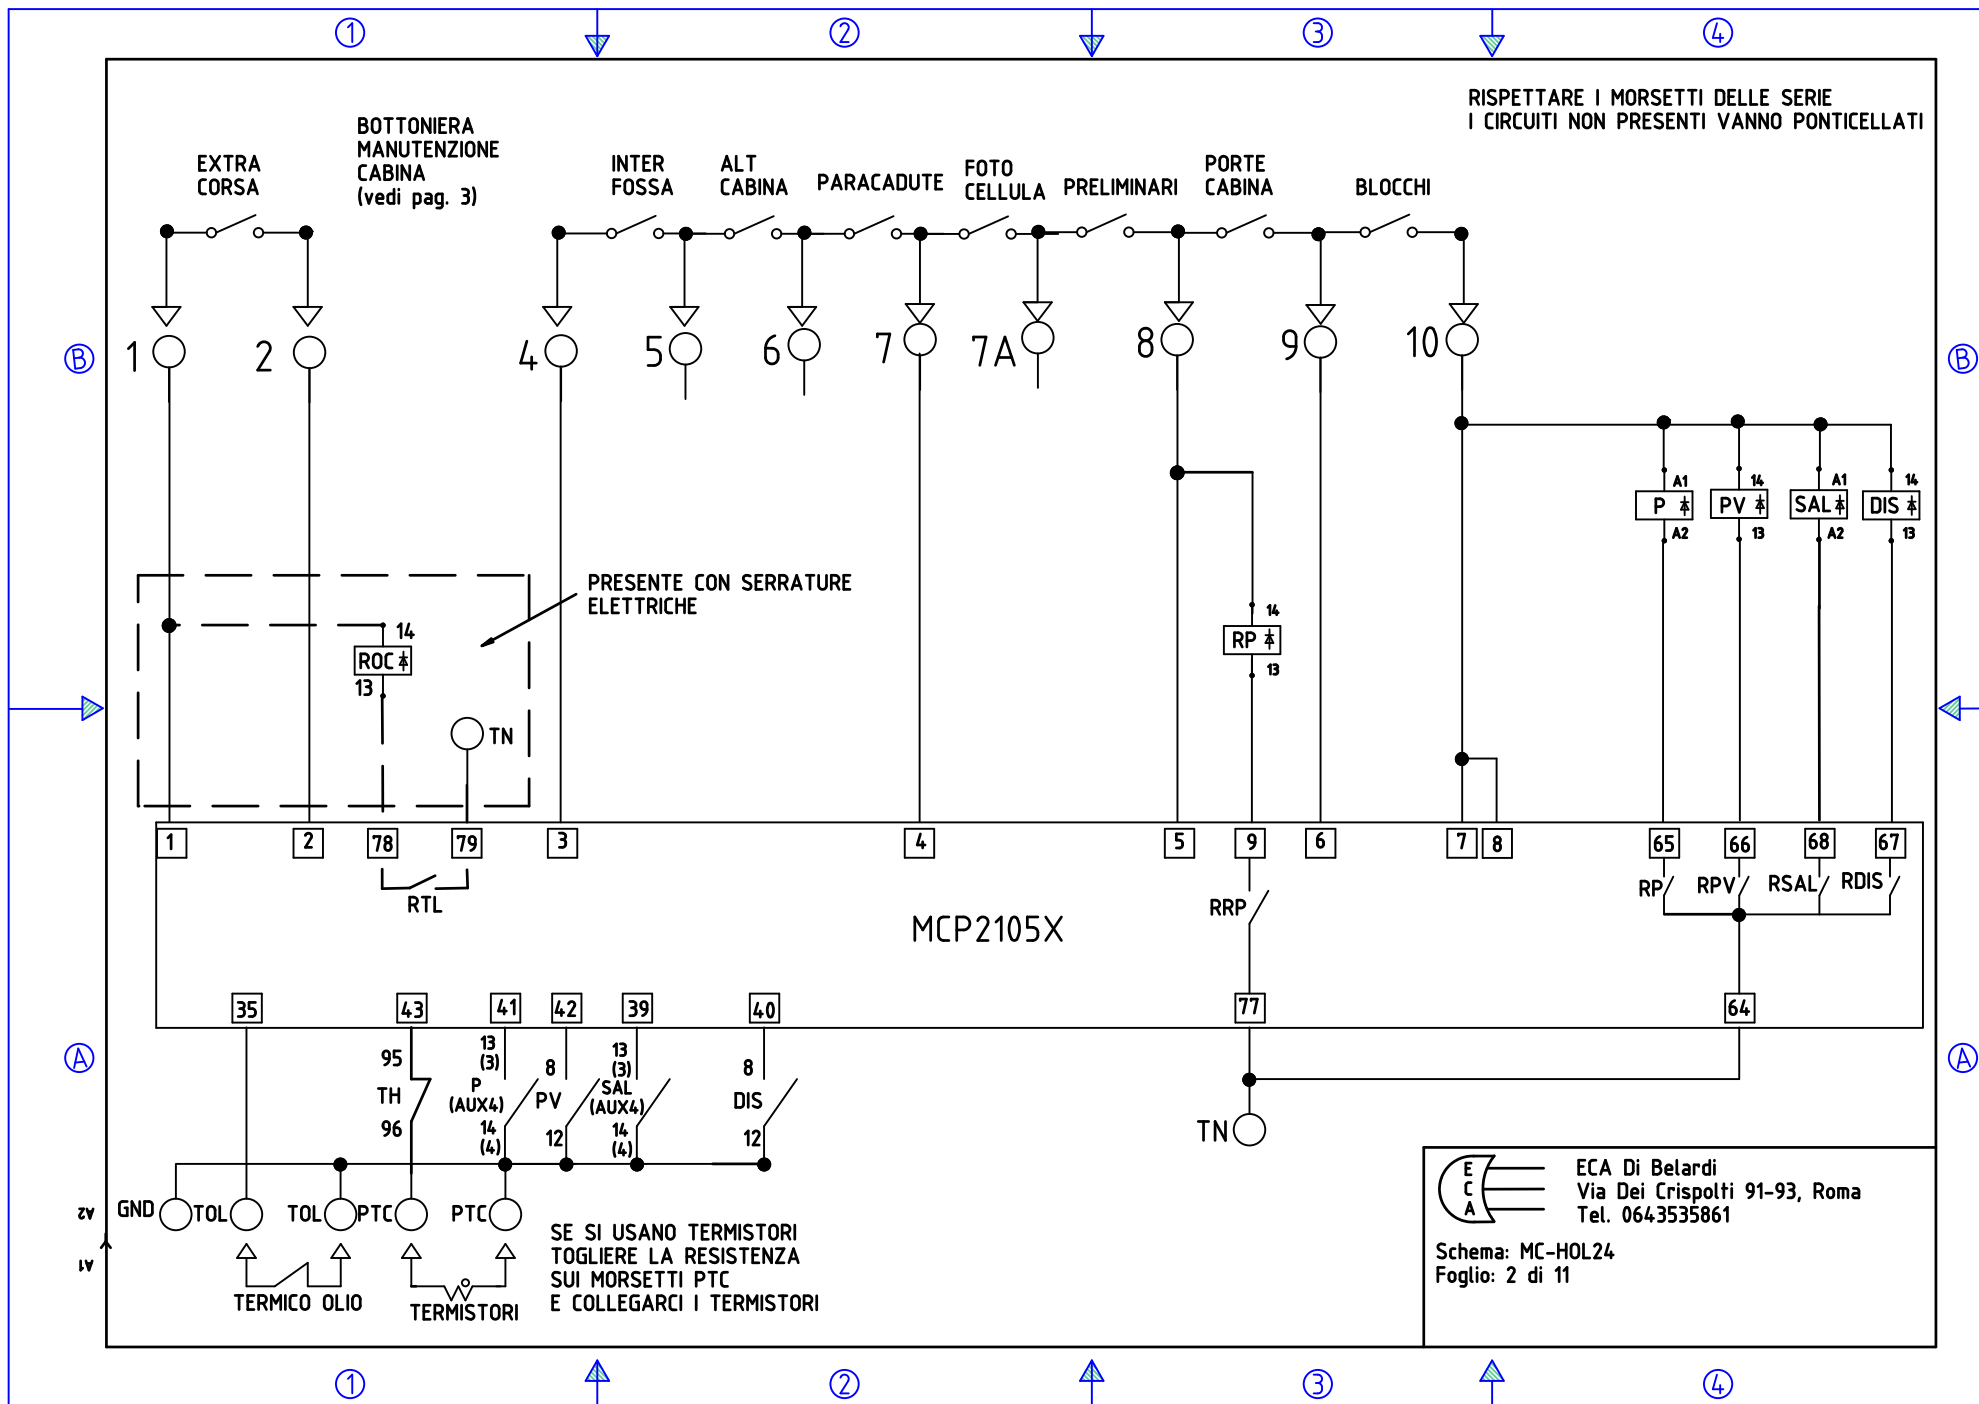 1 2 3 4
RISPETTARE I MORSETTI DELLE SERIE
I CIRCUITI NON PRESENTI VANNO PONTICELLATI
EXTRA
CORSA
BOTTONIERA
MANUTENZIONE
CABINA
(vedi pag. 3)
INTER
FOSSA
ALT
CABINA
PARACADUTE
FOTO
CELLULA
PRELIMINARI
PORTE
CABINA
BLOCCHI
B 1 2 4 5 6 7 7A 8 9 10 B
A1 14 A1 14
P PV SAL DIS
A2 13 A2 13
PRESENTE CON SERRATURE
ELETTRICHE
14
ROC
13
TN
14
RP
13
1 2 78 79 3 4 5 9 6 7 8 65 66 68 67
RTL
RRP
RP RPV RSAL RDIS
MCP2105X
35 43 41 42 39 40 77 64
A A
95
TH
96
13
(3)
P
(AUX4)
14
(4)
8
PV
12
13
(3)
SAL
(AUX4)
14
(4)
8
DIS
12
TN
GND TOL TOL PTC PTC
A2
A1
TERMICO OLIO
TERMISTORI
SE SI USANO TERMISTORI
TOGLIERE LA RESISTENZA
SUI MORSETTI PTC
E COLLEGARCI I TERMISTORI
E
C
A
ECA Di Belardi
Via Dei Crispolti 91-93, Roma
Tel. 0643535861
Schema: MC-HOL24
Foglio: 2 di 11
1 2 3 4